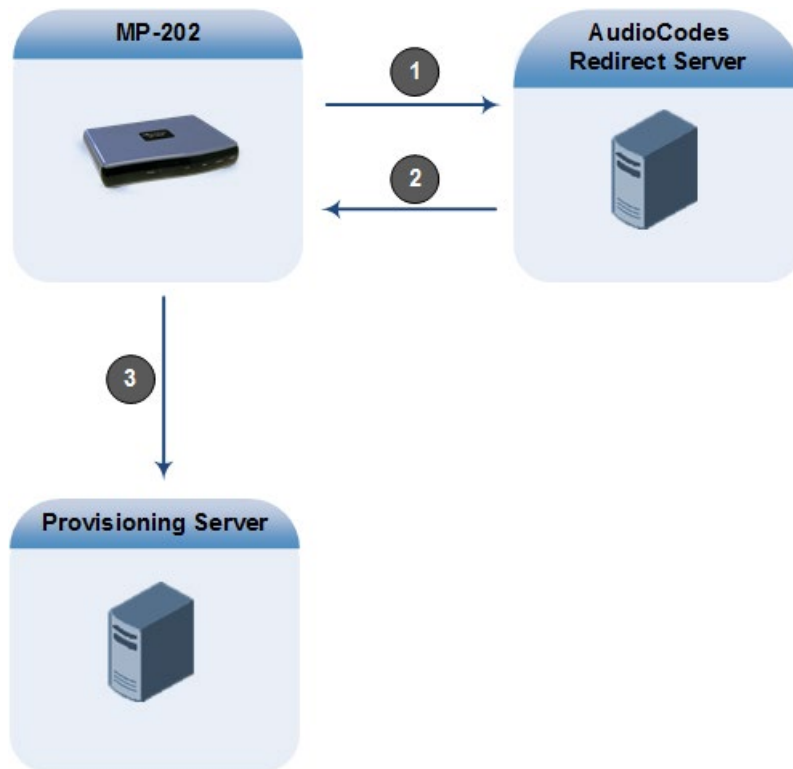 MP-202
AudioCodes
Redirect Server
1
2
3
Provisioning Server